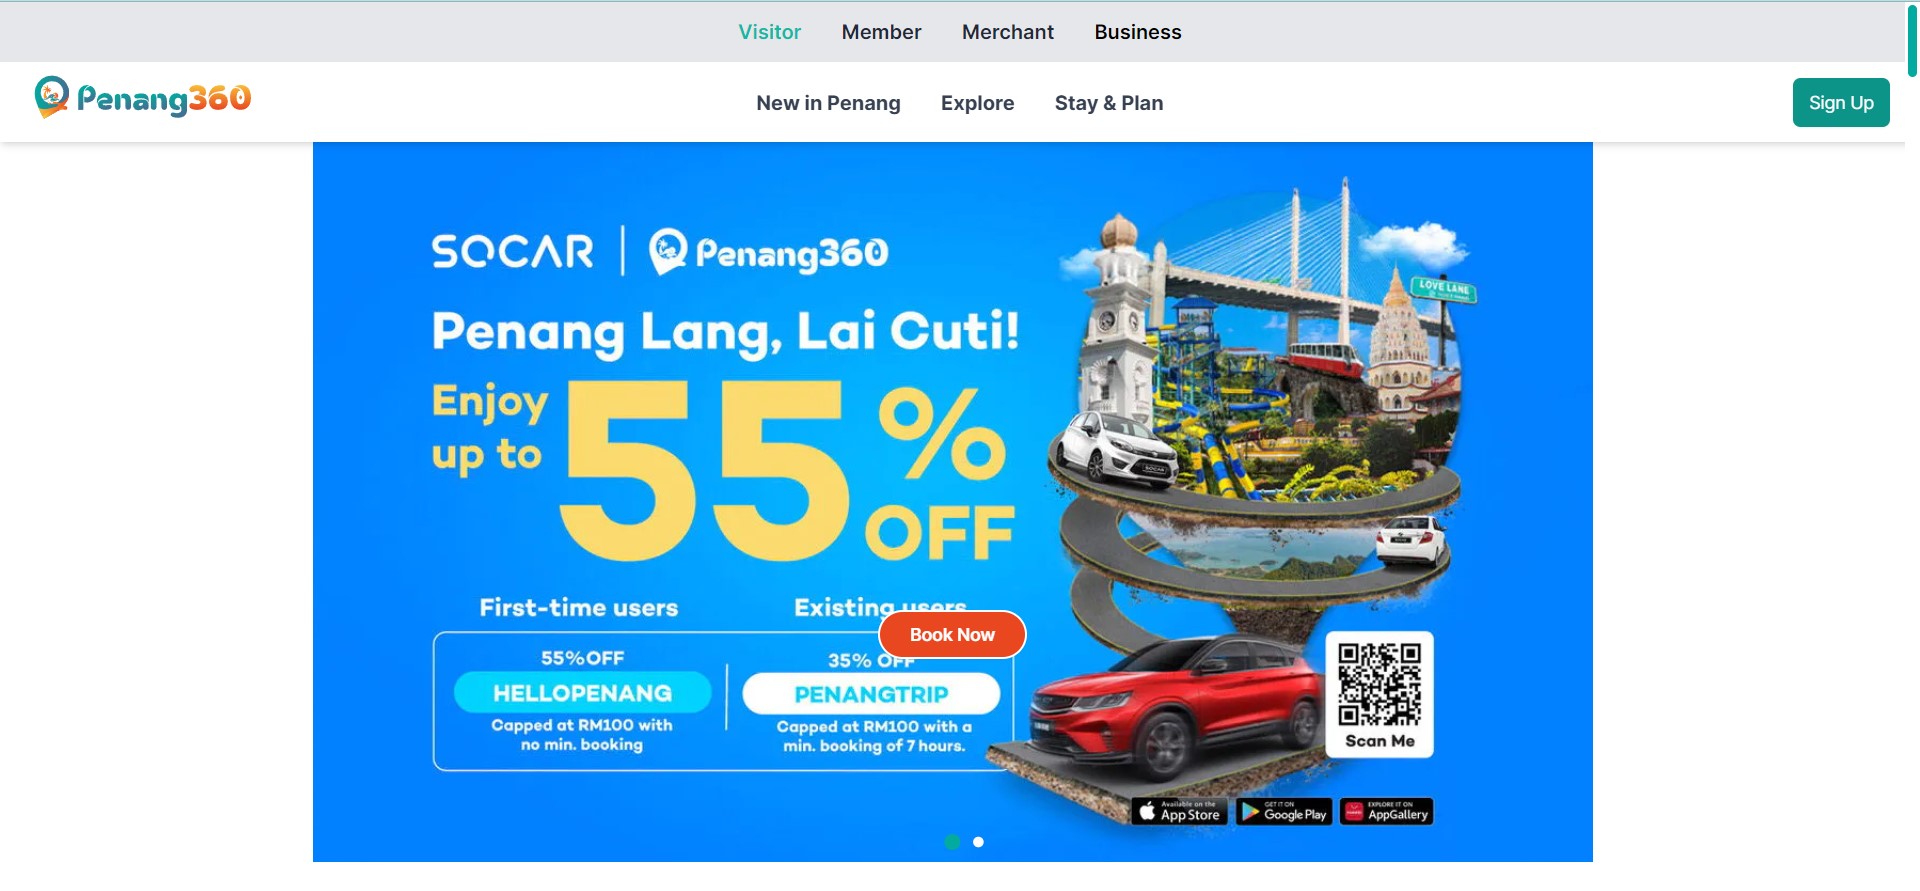 Visitor Member Merchant Business
Penang360
New in Penang Explore Stay & Plan
Sign Up
SOCAR | Penang360
Penang Lang, Lai Cuti!
Enjoy
up to
55%
OFF
First-time users
55%OFF
HELLOPENANG
Capped at RM100 with
no min. booking
Existing users
35% OFF
PENANGTRIP
Capped at RM100 with a
min. booking of 7 hours.
Book Now
LOVE LANE
SOCAR
Scan Me
Available on the
App Store
GET IT ON
Google Play
EXPLORE IT ON
AppGallery